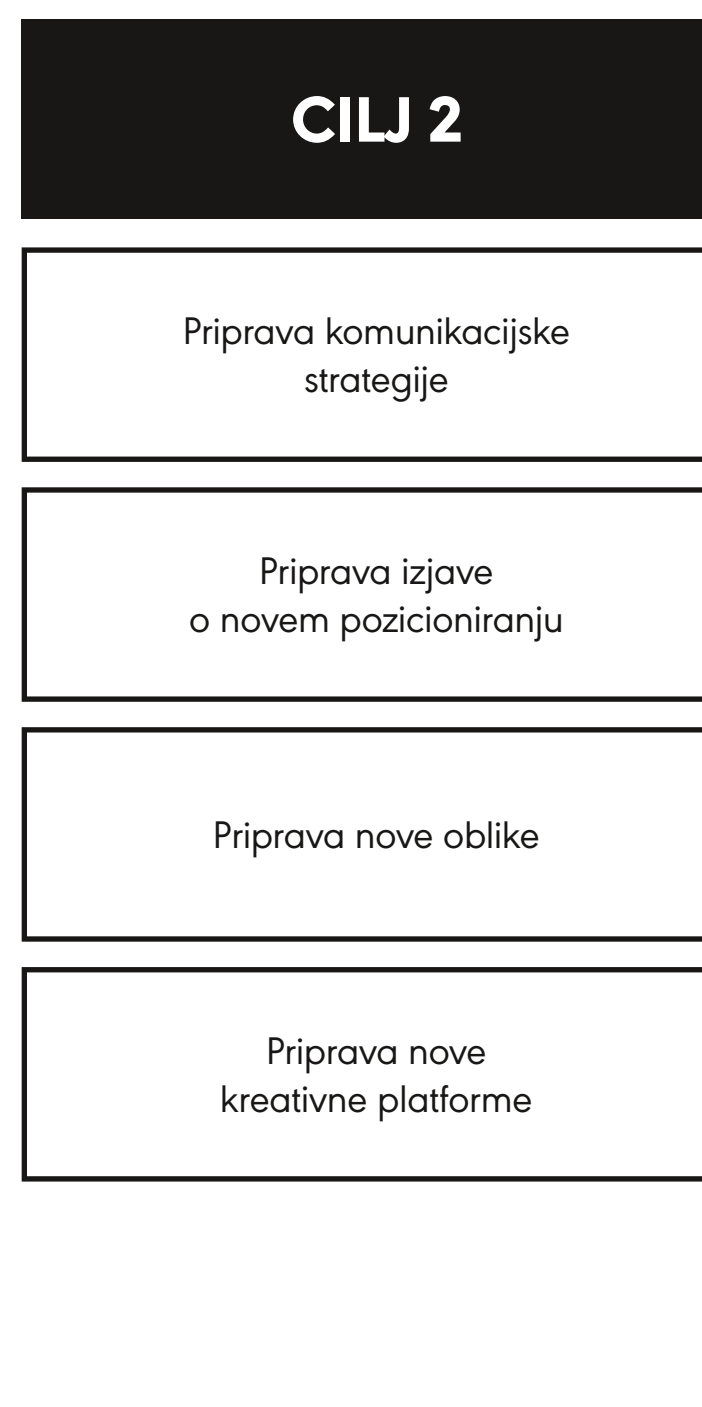 CILJ 2
Priprava komunikacijske
strategije
Priprava izjave
o novem pozicioniranju
Priprava nove oblike
Priprava nove
kreativne platforme